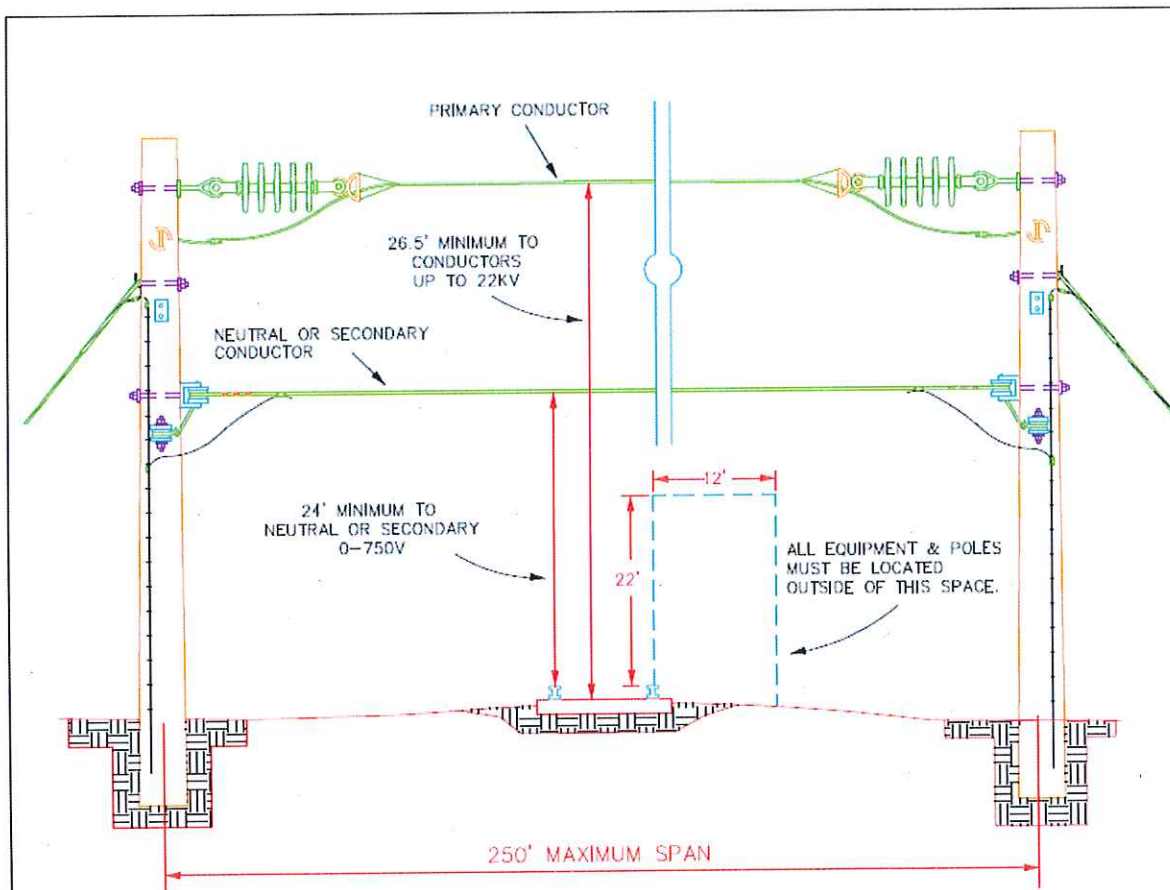 PRIMARY CONDUCTOR
26.5' MINIMUM TO
CONDUCTORS
UP TO 22KV
NEUTRAL OR SECONDARY
CONDUCTOR
12'
24' MINIMUM TO
NEUTRAL OR SECONDARY
0-750V
22'
ALL EQUIPMENT & POLES
MUST BE LOCATED
OUTSIDE OF THIS SPACE.
250' MAXIMUM SPAN